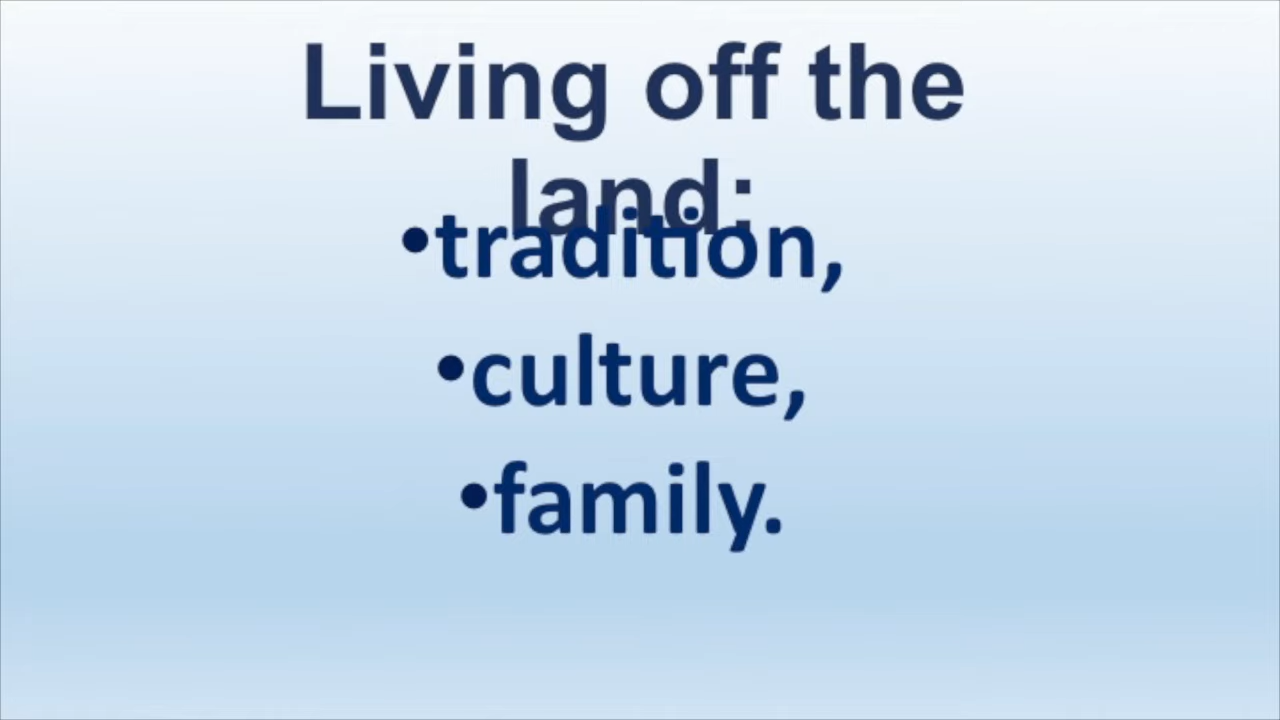 Living off the
land:
•tradition,
•culture,
•family.